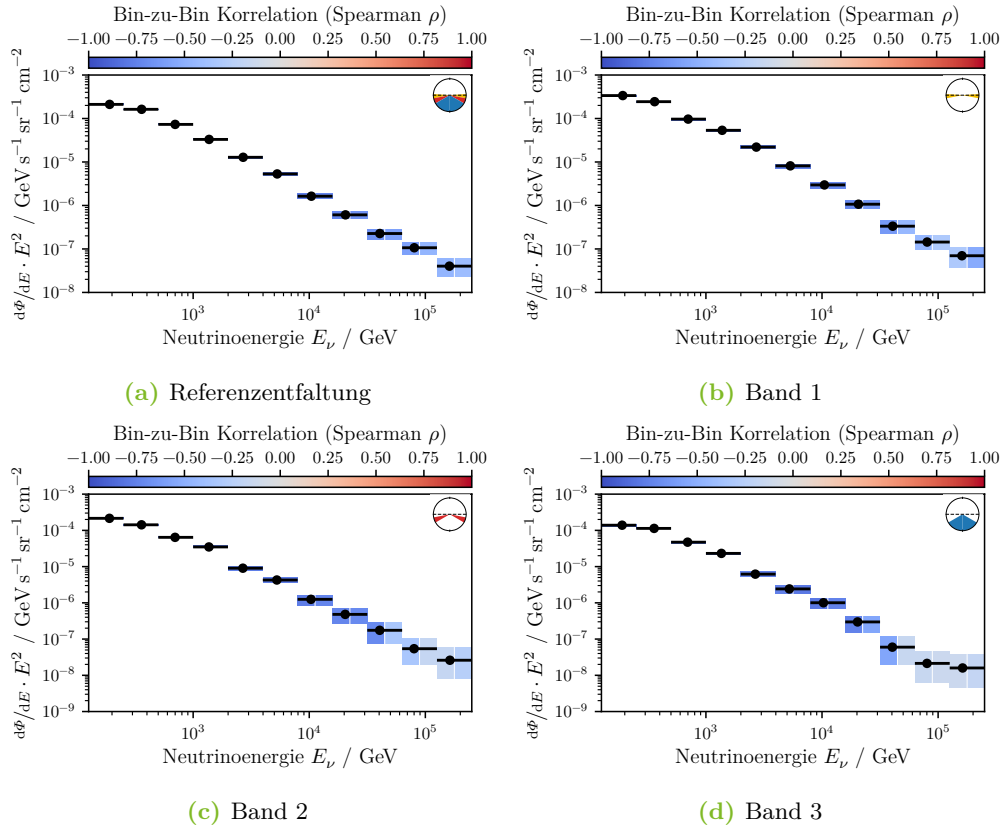 Bin-zu-Bin Korrelation (Spearman ρ)
−1.00 −0.75 −0.50 −0.25 0.00 0.25 0.50 0.75 1.00
10⁻³
10⁻⁴
10⁻⁵
10⁻⁶
10⁻⁷
10⁻⁸
dΦ/dE · E² / GeV s⁻¹ sr⁻¹ cm⁻²
10³ 10⁴ 10⁵
Neutrinoenergie Eν / GeV
(a) Referenzentfaltung
Bin-zu-Bin Korrelation (Spearman ρ)
−1.00 −0.75 −0.50 −0.25 0.00 0.25 0.50 0.75 1.00
10⁻³
10⁻⁴
10⁻⁵
10⁻⁶
10⁻⁷
10⁻⁸
dΦ/dE · E² / GeV s⁻¹ sr⁻¹ cm⁻²
10³ 10⁴ 10⁵
Neutrinoenergie Eν / GeV
(b) Band 1
Bin-zu-Bin Korrelation (Spearman ρ)
−1.00 −0.75 −0.50 −0.25 0.00 0.25 0.50 0.75 1.00
10⁻³
10⁻⁴
10⁻⁵
10⁻⁶
10⁻⁷
10⁻⁸
10⁻⁹
dΦ/dE · E² / GeV s⁻¹ sr⁻¹ cm⁻²
10³ 10⁴ 10⁵
Neutrinoenergie Eν / GeV
(c) Band 2
Bin-zu-Bin Korrelation (Spearman ρ)
−1.00 −0.75 −0.50 −0.25 0.00 0.25 0.50 0.75 1.00
10⁻³
10⁻⁴
10⁻⁵
10⁻⁶
10⁻⁷
10⁻⁸
10⁻⁹
dΦ/dE · E² / GeV s⁻¹ sr⁻¹ cm⁻²
10³ 10⁴ 10⁵
Neutrinoenergie Eν / GeV
(d) Band 3